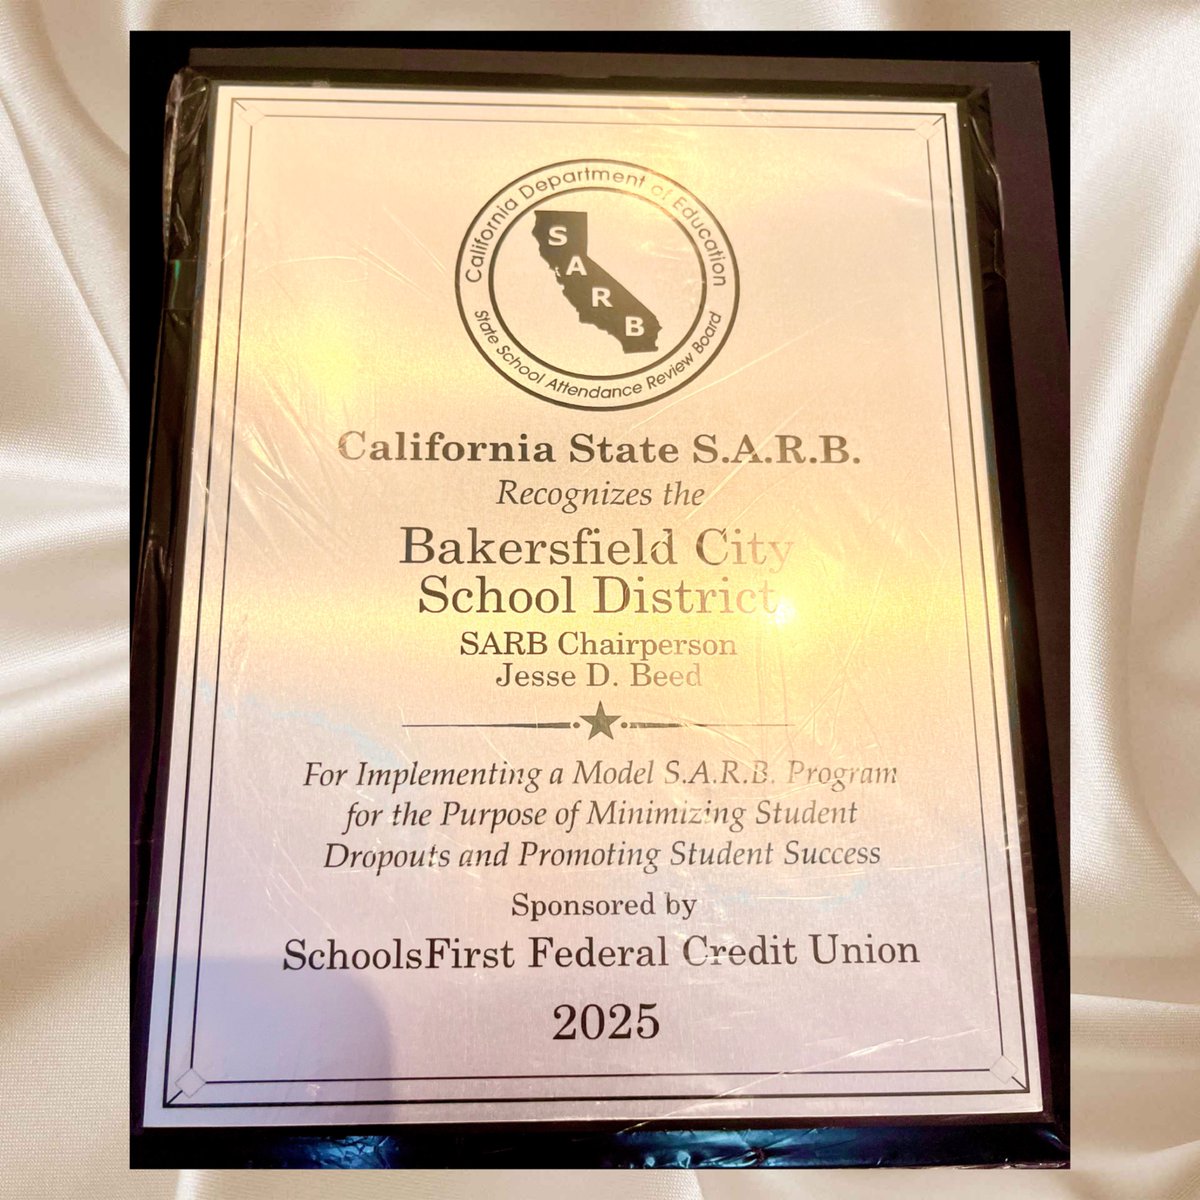 California Department of Education
S
A
R
B
State School Attendance Review Board
California State S.A.R.B.
Recognizes the
Bakersfield City
School District
SARB Chairperson
Jesse D. Beed
For Implementing a Model S.A.R.B. Program
for the Purpose of Minimizing Student
Dropouts and Promoting Student Success
Sponsored by
SchoolsFirst Federal Credit Union
2025